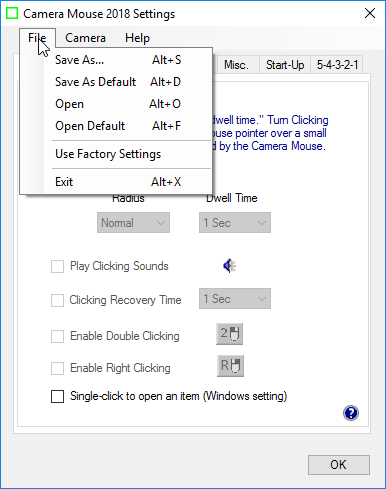 Camera Mouse 2018 Settings
File Camera Help
Save As... Alt+S
Save As Default Alt+D
Open Alt+O
Open Default Alt+F
Use Factory Settings
Exit Alt+X
Misc. Start-Up 5-4-3-2-1
dwell time." Turn Clicking
pointer over a small
by the Camera Mouse.
Radius Dwell Time
Normal 1 Sec
Play Clicking Sounds
Clicking Recovery Time 1 Sec
Enable Double Clicking 2
Enable Right Clicking R
Single-click to open an item (Windows setting)
?
OK